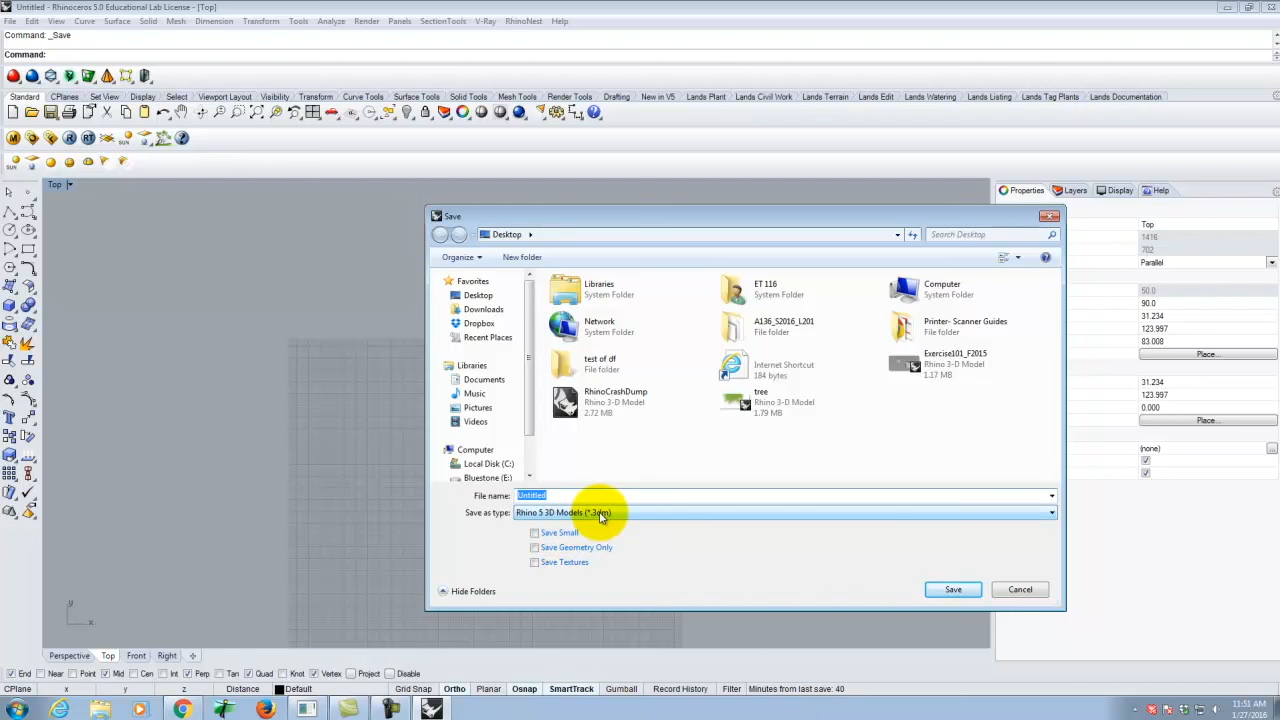 Untitled - Rhinoceros 5.0 Educational Lab License - [Top]
File Edit View Curve Surface Solid Mesh Dimension Transform Tools Analyze Render Panels SectionTools V-Ray RhinoNest Help
Command: _Save
Command:
Standard CPlanes Set View Display Select Viewport Layout Visibility Transform Curve Tools Surface Tools Solid Tools Mesh Tools Render Tools Drafting New in V5 Lands Plant Lands Civil Work Lands Terrain Lands Edit Lands Watering Lands Listing Lands Tag Plants Lands Documentation
M R RT SUN
SUN
Top
Properties Layers Display Help
Top
1416
702
Parallel
50.0
90.0
31.234
123.997
83.008
Place...
31.234
123.997
0.000
Place...
(none)
Save
Desktop
Search Desktop
Organize New folder
Favorites
Desktop
Downloads
Dropbox
Recent Places
Libraries
Documents
Music
Pictures
Videos
Computer
Local Disk (C:)
Bluestone (E:)
Libraries
System Folder
ET 116
System Folder
Computer
System Folder
Network
System Folder
A136_S2016_L201
File folder
Printer- Scanner Guides
File folder
test of df
File folder
Internet Shortcut
184 bytes
Exercise101_F2015
Rhino 3-D Model
1.17 MB
RhinoCrashDump
Rhino 3-D Model
2.72 MB
tree
Rhino 3-D Model
1.79 MB
File name: Untitled
Save as type: Rhino 5 3D Models (*.3dm)
Save Small
Save Geometry Only
Save Textures
Hide Folders
Save Cancel
y
x
Perspective Top Front Right
End Near Point Mid Cen Int Perp Tan Quad Knot Vertex Project Disable
CPlane x y z Distance Default Grid Snap Ortho Planar Osnap SmartTrack Gumball Record History Filter Minutes from last save: 40
11:51 AM
1/27/2016